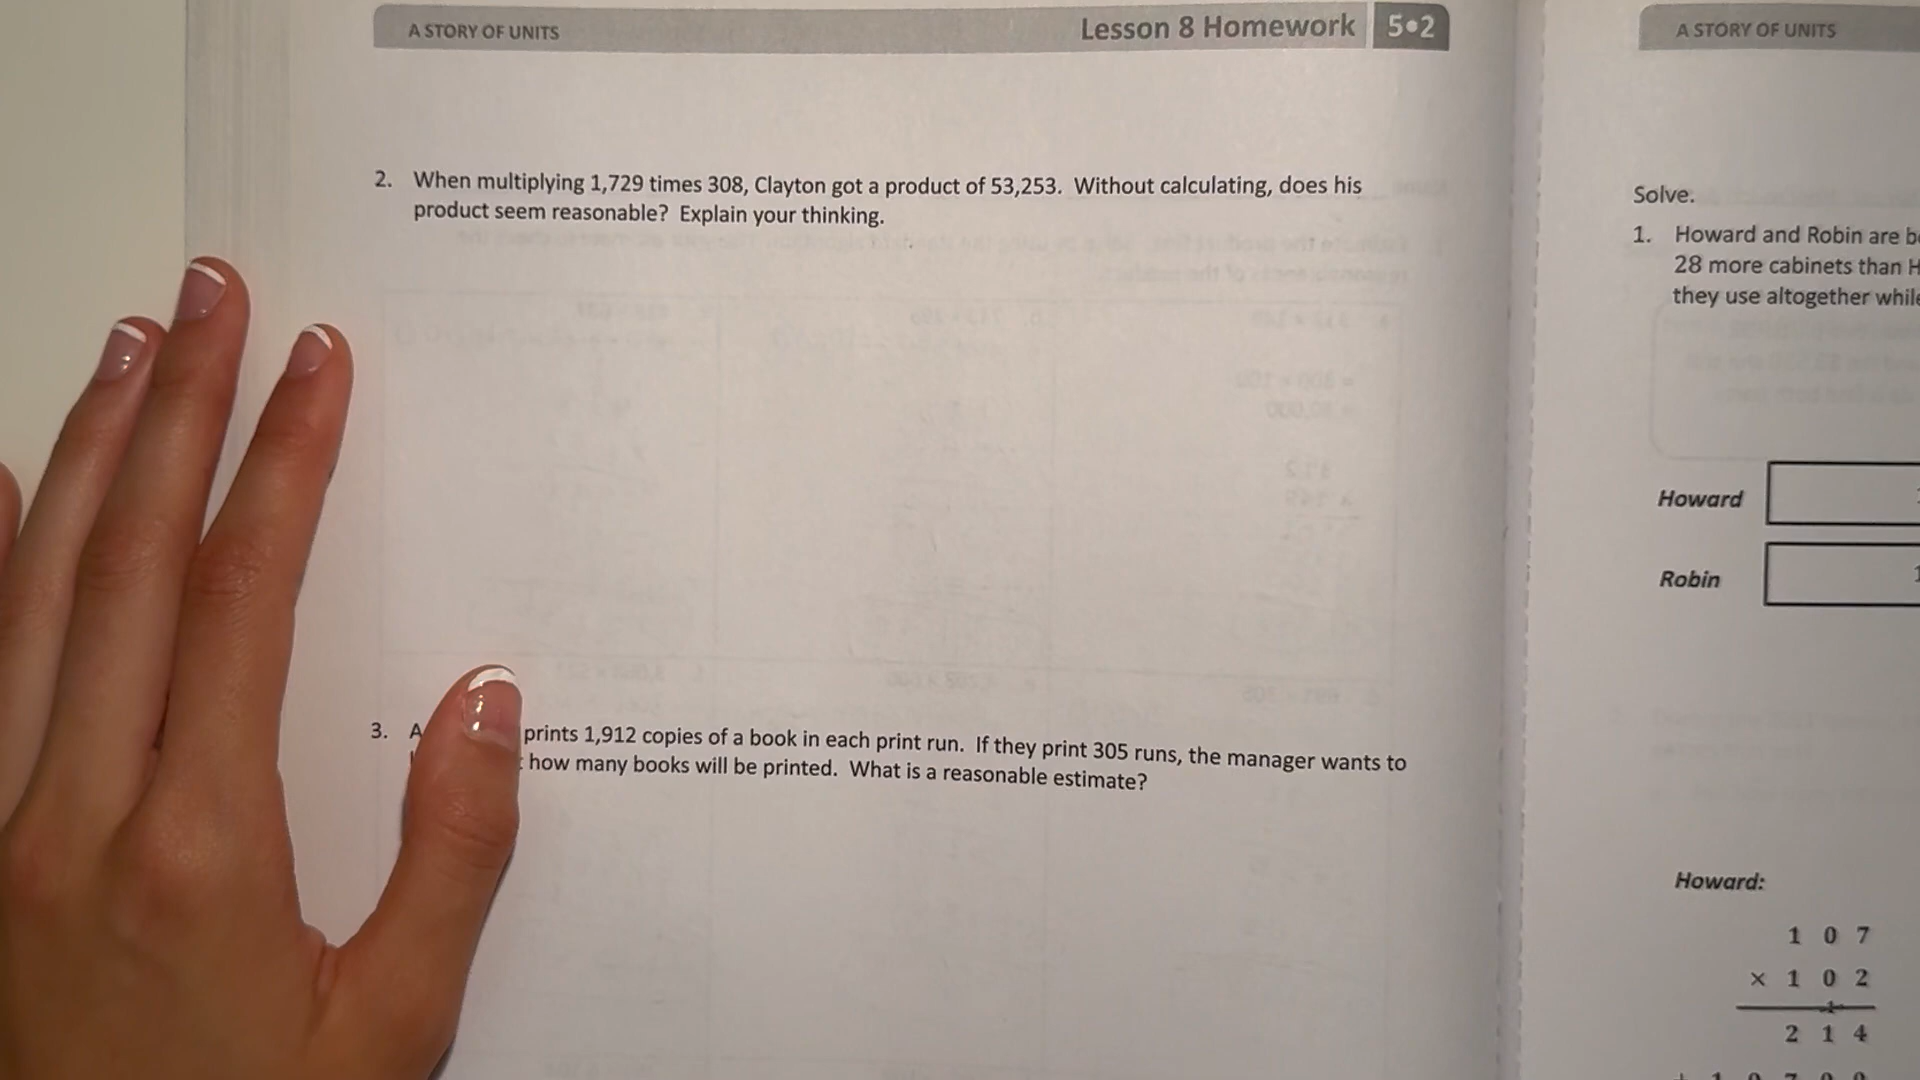 A STORY OF UNITS
Lesson 8 Homework 5•2
2. When multiplying 1,729 times 308, Clayton got a product of 53,253. Without calculating, does his
product seem reasonable? Explain your thinking.
3. A prints 1,912 copies of a book in each print run. If they print 305 runs, the manager wants to
how many books will be printed. What is a reasonable estimate?
A STORY OF UNITS
Solve.
1. Howard and Robin are
28 more cabinets than
they use altogether while
Howard
Robin
Howard:
1 0 7
× 1 0 2
2 1 4